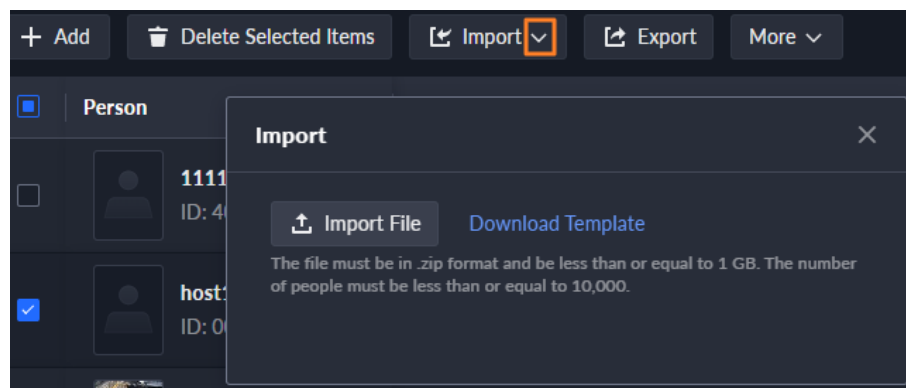 Add Delete Selected Items Import Export More
Person
Import
1111
ID: 4
Import File Download Template
The file must be in .zip format and be less than or equal to 1 GB. The number
of people must be less than or equal to 10,000.
host
ID: 0